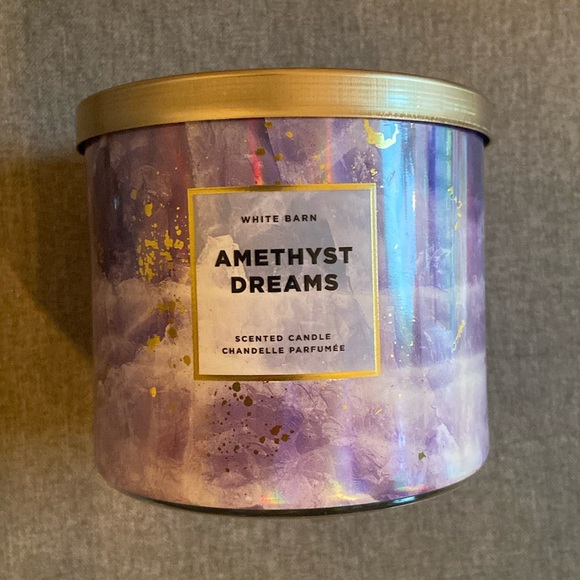 WHITE BARN
AMETHYST
DREAMS
SCENTED CANDLE
CHANDELLE PARFUMÉE